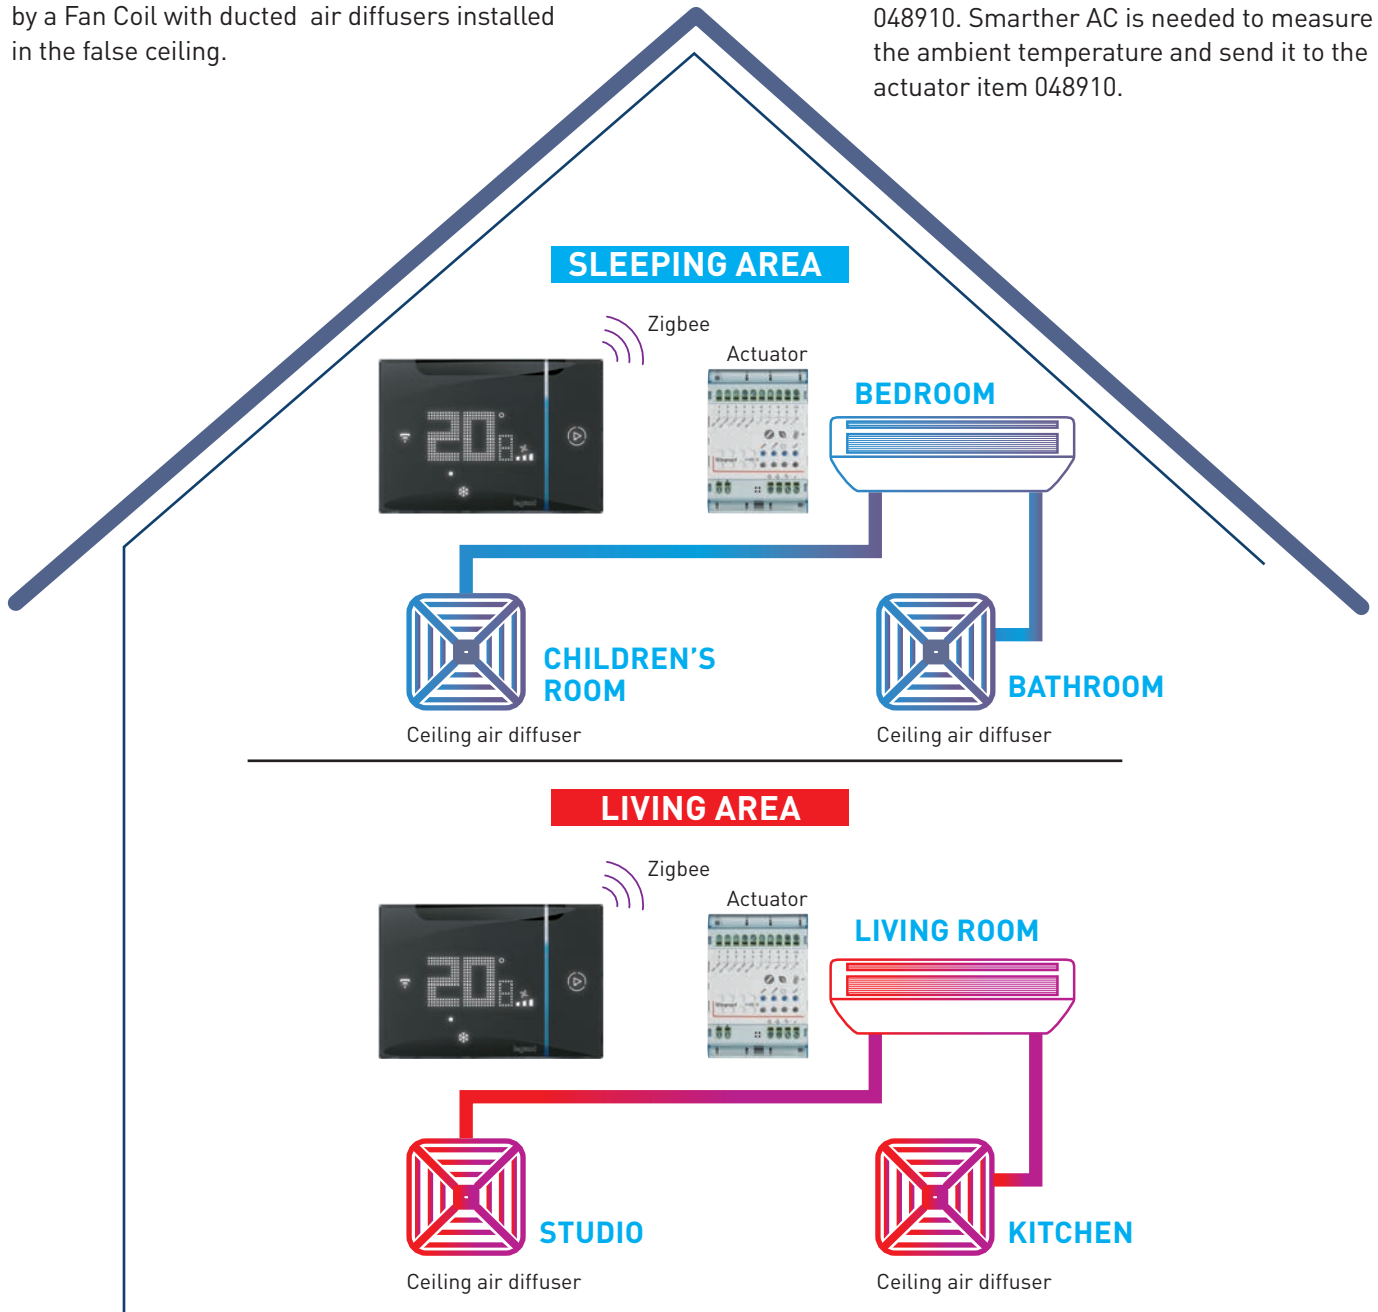 by a Fan Coil with ducted air diffusers installed
in the false ceiling.
048910. Smarther AC is needed to measure
the ambient temperature and send it to the
actuator item 048910.
SLEEPING AREA
Zigbee
Actuator
20°
BEDROOM
CHILDREN'S
ROOM
BATHROOM
Ceiling air diffuser
Ceiling air diffuser
LIVING AREA
Zigbee
Actuator
20°
LIVING ROOM
STUDIO
KITCHEN
Ceiling air diffuser
Ceiling air diffuser